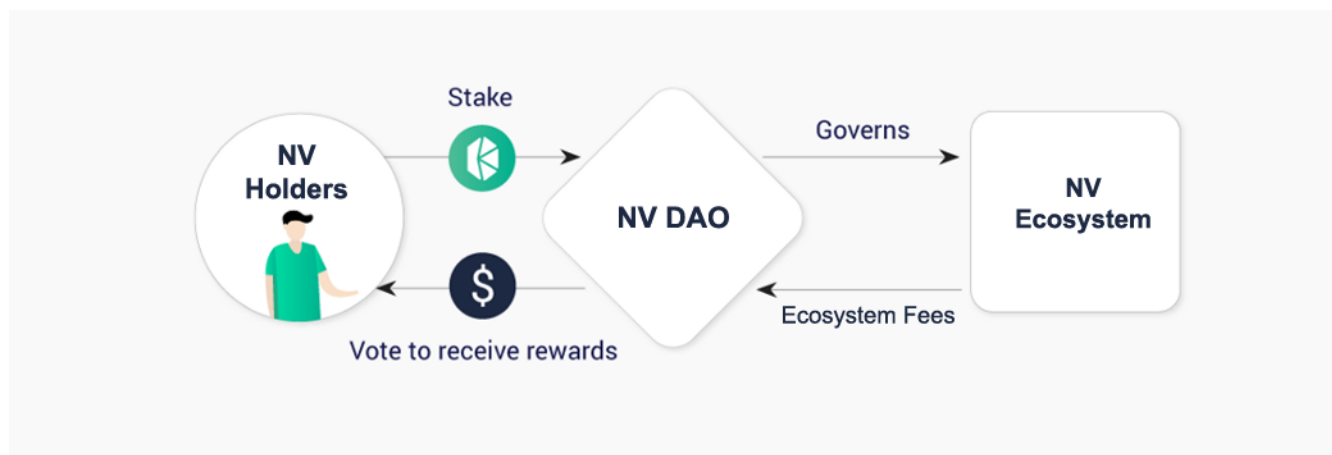 Stake
NV
Holders
$
Vote to receive rewards
NV DAO
Governs
Ecosystem Fees
NV
Ecosystem